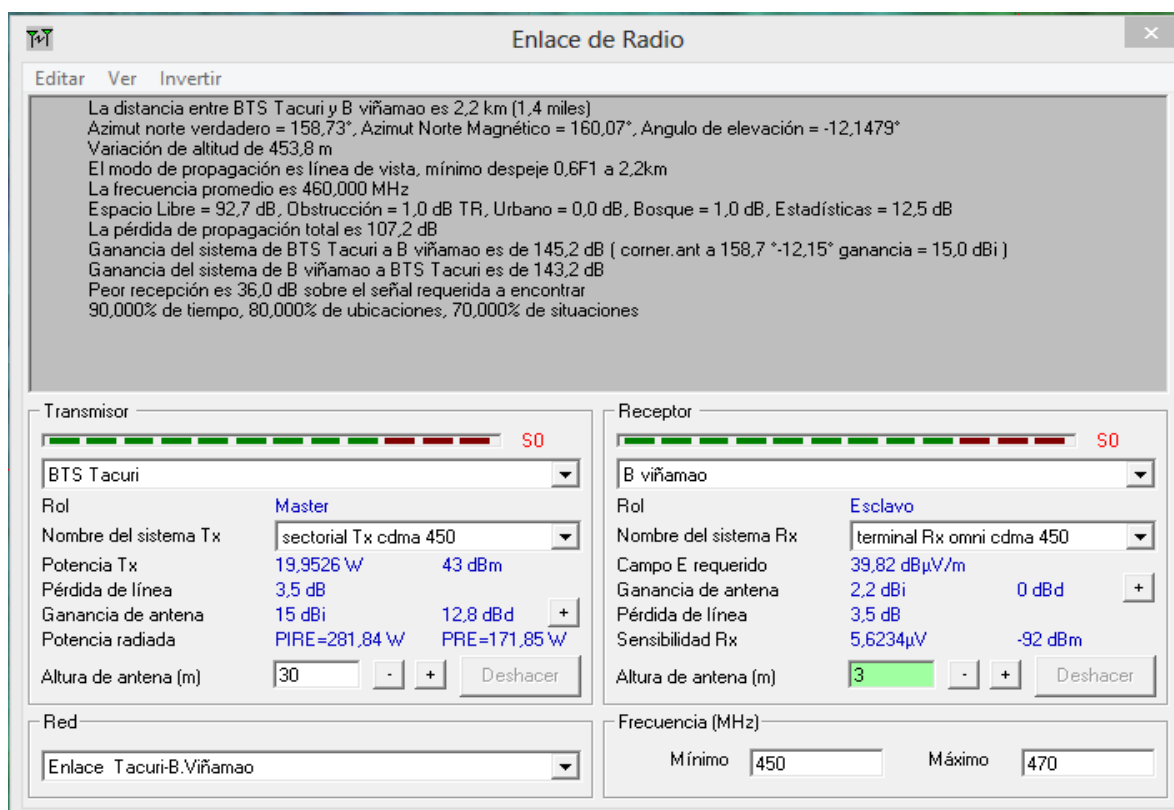 Enlace de Radio
Editar Ver Invertir
La distancia entre BTS Tacuri y B viñamao es 2,2 km (1,4 miles)
Azimut norte verdadero = 158,73°, Azimut Norte Magnético = 160,07°, Angulo de elevación = -12,1479°
Variación de altitud de 453,8 m
El modo de propagación es línea de vista, mínimo despeje 0,6F1 a 2,2km
La frecuencia promedio es 460,000 MHz
Espacio Libre = 92,7 dB, Obstrucción = 1,0 dB TR, Urbano = 0,0 dB, Bosque = 1,0 dB, Estadísticas = 12,5 dB
La pérdida de propagación total es 107,2 dB
Ganancia del sistema de BTS Tacuri a B viñamao es de 145,2 dB ( corner.ant a 158,7 °-12,15° ganancia = 15,0 dBi )
Ganancia del sistema de B viñamao a BTS Tacuri es de 143,2 dB
Peor recepción es 36,0 dB sobre el señal requerida a encontrar
90,000% de tiempo, 80,000% de ubicaciones, 70,000% de situaciones
Transmisor
S0
BTS Tacuri
Rol Master
Nombre del sistema Tx sectorial Tx cdma 450
Potencia Tx 19,9526 W 43 dBm
Pérdida de línea 3,5 dB
Ganancia de antena 15 dBi 12,8 dBd +
Potencia radiada PIRE=281,84 W PRE=171,85 W
Altura de antena (m) 30 - + Deshacer
Receptor
S0
B viñamao
Rol Esclavo
Nombre del sistema Rx terminal Rx omni cdma 450
Campo E requerido 39,82 dBµV/m
Ganancia de antena 2,2 dBi 0 dBd +
Pérdida de línea 3,5 dB
Sensibilidad Rx 5,6234µV -92 dBm
Altura de antena (m) 3 - + Deshacer
Red
Enlace Tacuri-B.Viñamao
Frecuencia (MHz)
Mínimo 450 Máximo 470